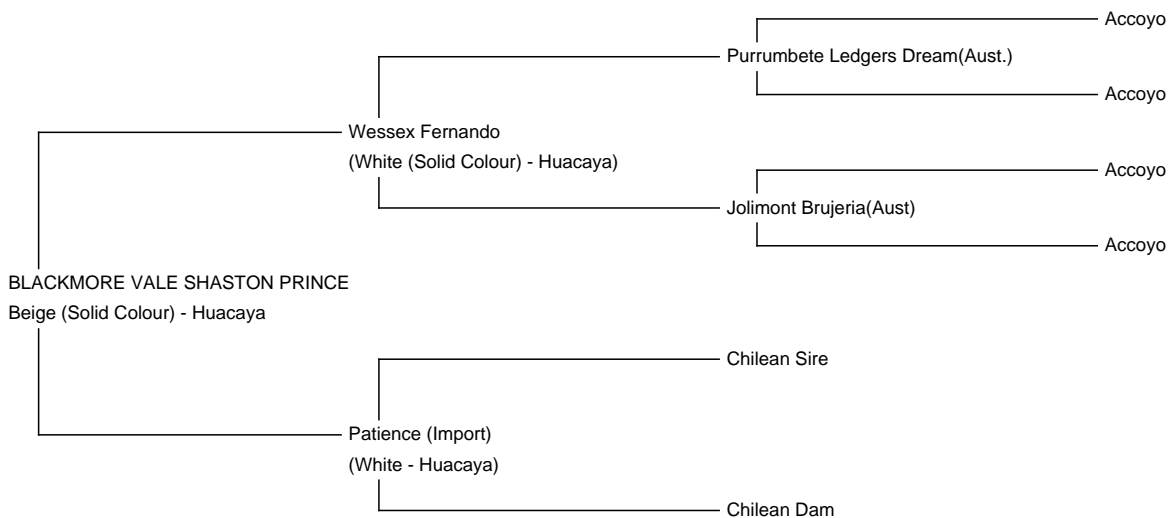 Accoyo
Purrumbete Ledgers Dream(Aust.)
Accoyo
Wessex Fernando
(White (Solid Colour) - Huacaya)
Accoyo
Jolimont Brujeria(Aust)
Accoyo
BLACKMORE VALE SHASTON PRINCE
Beige (Solid Colour) - Huacaya
Chilean Sire
Patience (Import)
(White - Huacaya)
Chilean Dam